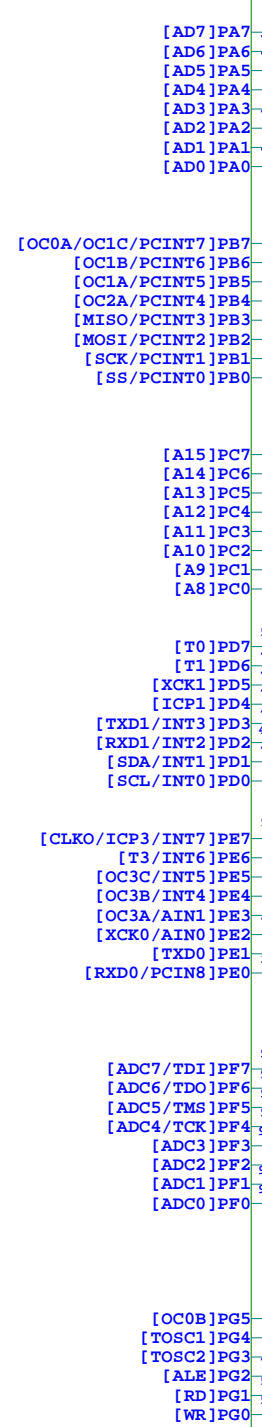 [AD7]PA7
[AD6]PA6
[AD5]PA5
[AD4]PA4
[AD3]PA3
[AD2]PA2
[AD1]PA1
[AD0]PA0
[OC0A/OC1C/PCINT7]PB7
[OC1B/PCINT6]PB6
[OC1A/PCINT5]PB5
[OC2A/PCINT4]PB4
[MISO/PCINT3]PB3
[MOSI/PCINT2]PB2
[SCK/PCINT1]PB1
[SS/PCINT0]PB0
[A15]PC7
[A14]PC6
[A13]PC5
[A12]PC4
[A11]PC3
[A10]PC2
[A9]PC1
[A8]PC0
[T0]PD7
[T1]PD6
[XCK1]PD5
[ICP1]PD4
[TXD1/INT3]PD3
[RXD1/INT2]PD2
[SDA/INT1]PD1
[SCL/INT0]PD0
[CLKO/ICP3/INT7]PE7
[T3/INT6]PE6
[OC3C/INT5]PE5
[OC3B/INT4]PE4
[OC3A/AIN1]PE3
[XCK0/AIN0]PE2
[TXD0]PE1
[RXD0/PCIN8]PE0
[ADC7/TDI]PF7
[ADC6/TDO]PF6
[ADC5/TMS]PF5
[ADC4/TCK]PF4
[ADC3]PF3
[ADC2]PF2
[ADC1]PF1
[ADC0]PF0
[OC0B]PG5
[TOSC1]PG4
[TOSC2]PG3
[ALE]PG2
[RD]PG1
[WR]PG0